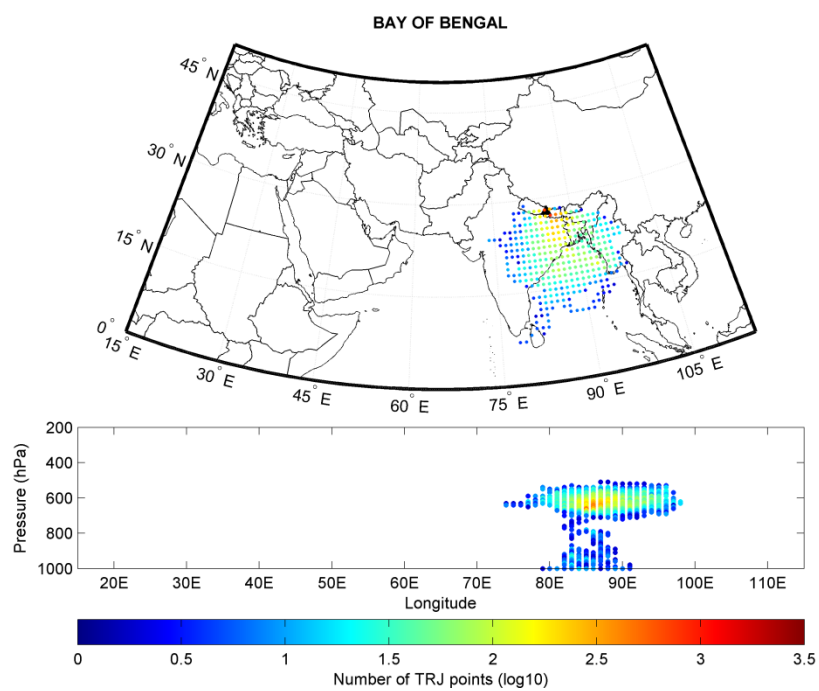 BAY OF BENGAL
45° N
30° N
15° N
0°
15° E
30° E
45° E
60° E
75° E
90° E
105° E
200
400
600
800
1000
Pressure (hPa)
20E 30E 40E 50E 60E 70E 80E 90E 100E 110E
Longitude
0 0.5 1 1.5 2 2.5 3 3.5
Number of TRJ points (log10)